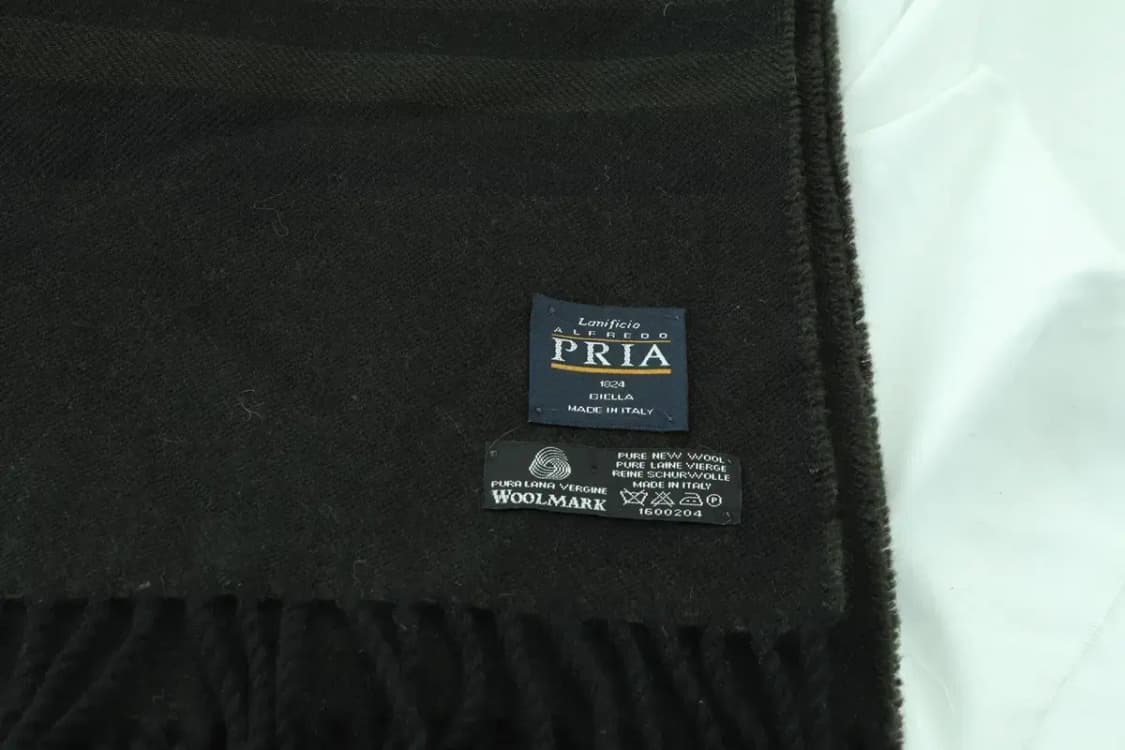 Lanificio
ALFREDO
PRIA
1824
BIELLA
MADE IN ITALY
PURA LANA VERGINE
WOOLMARK
PURE NEW WOOL
PURE LAINE VIERGE
REINE SCHURWOLLE
MADE IN ITALY
P
1600204